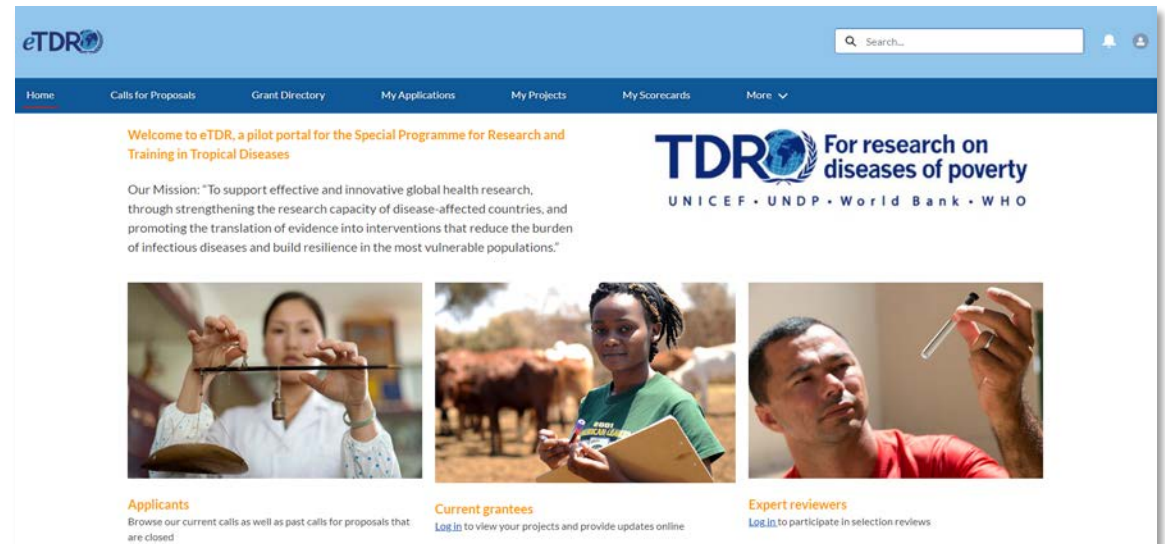 eTDR
Search...
Home Calls for Proposals Grant Directory My Applications My Projects My Scorecards More
Welcome to eTDR, a pilot portal for the Special Programme for Research and
Training in Tropical Diseases
Our Mission: “To support effective and innovative global health research,
through strengthening the research capacity of disease-affected countries, and
promoting the translation of evidence into interventions that reduce the burden
of infectious diseases and build resilience in the most vulnerable populations.”
TDR For research on
diseases of poverty
UNICEF • UNDP • World Bank • WHO
2001
Applicants
Browse our current calls as well as past calls for proposals that
are closed
Current grantees
Log in to view your projects and provide updates online
Expert reviewers
Log in to participate in selection reviews